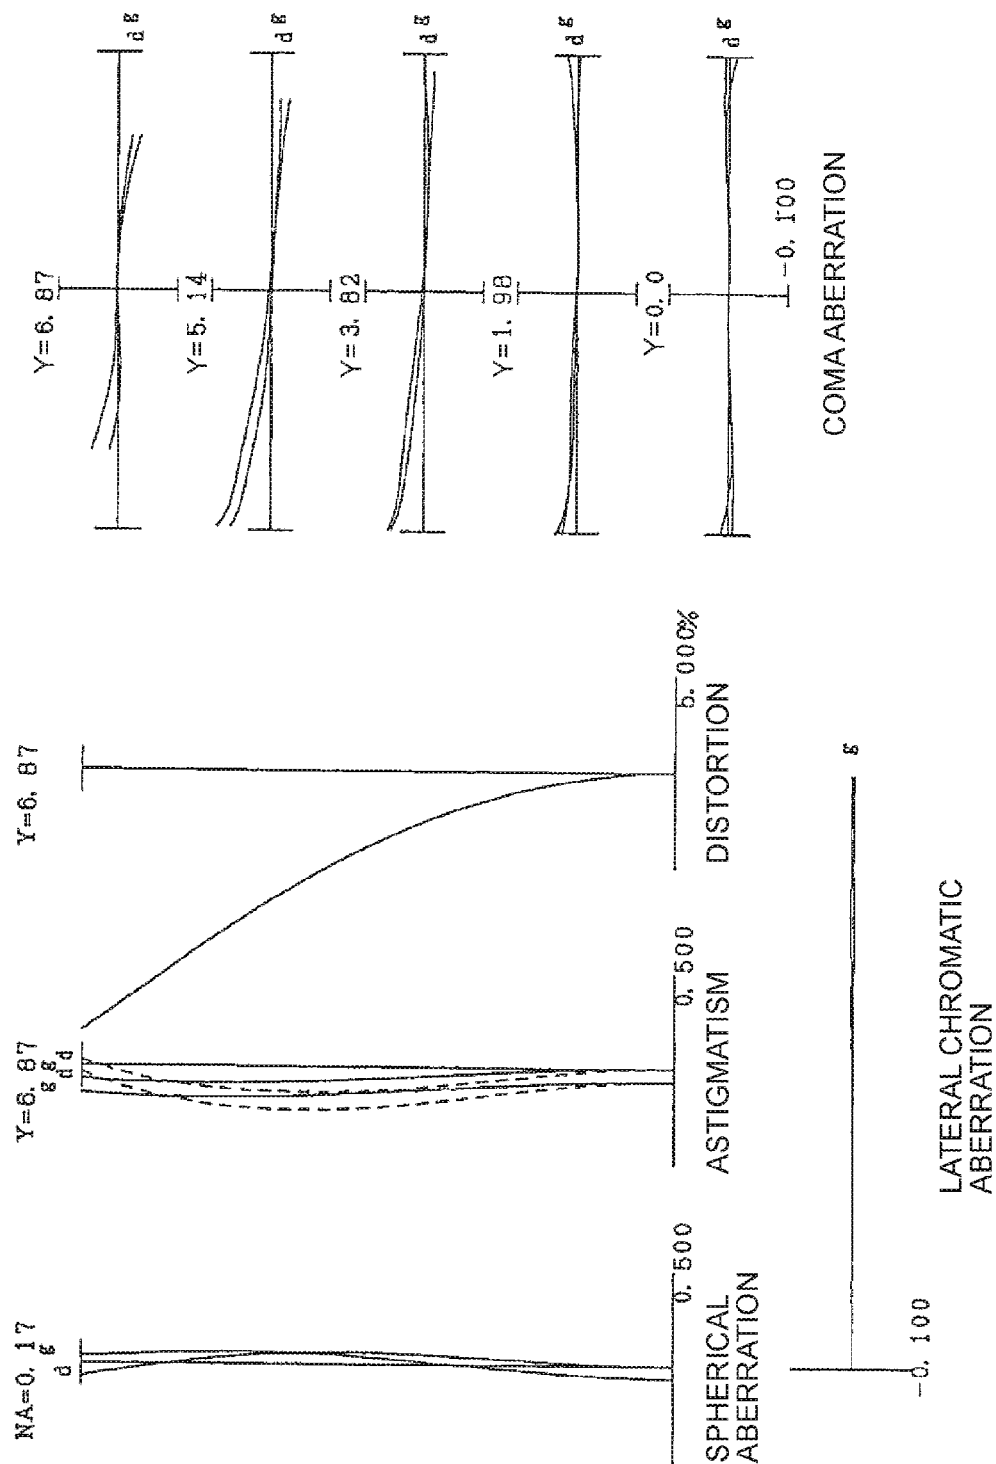 NA=0. 17
d
g
SPHERICAL
ABERRATION
0. 500
Y=6. 87
g
d
g
d
ASTIGMATISM
0. 500
Y=6. 87
DISTORTION
5. 000%
LATERAL CHROMATIC
ABERRATION
-0. 100
g
Y=6. 87
d g
Y=5. 14
d g
Y=3. 82
d g
Y=1. 98
d g
Y=0. 0
d g
-0. 100
COMA ABERRATION